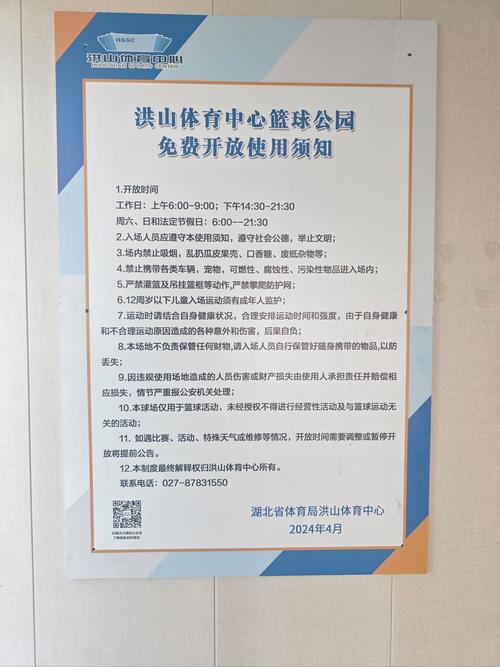 HSSC
洪山体育中心
HONGSHAN SPORTS CENTER
洪山体育中心篮球公园
免费开放使用须知
1.开放时间
工作日：上午6:00-9:00；下午14:30-21:30
周六、日和法定节假日：6:00--21:30
2.入场人员应遵守本使用须知，遵守社会公德，举止文明；
3.场内禁止吸烟，乱扔瓜皮果壳、口香糖、废纸杂物等；
4.禁止携带各类车辆，宠物，可燃性、腐蚀性、污染性物品进入场内；
5.严禁灌篮及吊挂篮框等动作,严禁攀爬防护网；
6.12周岁以下儿童入场运动须有成年人监护；
7.运动时请结合自身健康状况，合理安排运动时间和强度，由于自身健康
和不合理运动原因造成的各种意外和伤害，后果自负；
8.本场地不负责保管任何财物,请入场人员自行保管好随身携带的物品,以防
丢失；
9.因违规使用场地造成的人员伤害或财产损失由使用人承担责任并赔偿相
应损失，情节严重报公安机关处理；
10.本球场仅用于篮球活动，未经授权不得进行经营性活动及与篮球运动无
关的活动；
11. 如遇比赛、活动、特殊天气或维修等情况，开放时间需要调整或暂停开
放将提前公告。
12.本制度最终解释权归洪山体育中心所有。
联系电话：027-87831550
湖北省体育局洪山体育中心
2024年4月